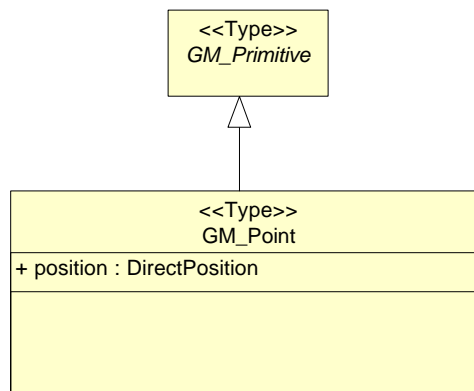 <<Type>>
GM_Primitive
<<Type>>
GM_Point
+ position : DirectPosition